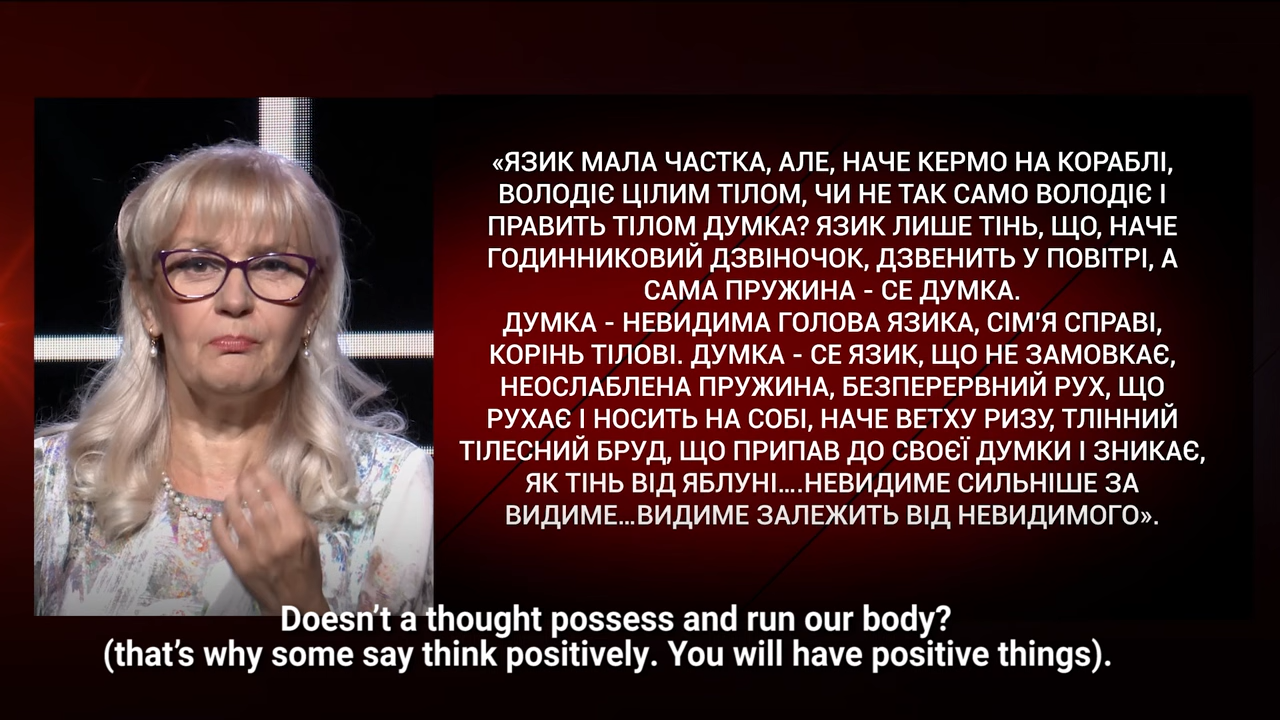 «ЯЗИК МАЛА ЧАСТКА, АЛЕ, НАЧЕ КЕРМО НА КОРАБЛІ,
ВОЛОДІЄ ЦІЛИМ ТІЛОМ, ЧИ НЕ ТАК САМО ВОЛОДІЄ І
ПРАВИТЬ ТІЛОМ ДУМКА? ЯЗИК ЛИШЕ ТІНЬ, ЩО, НАЧЕ
ГОДИННИКОВИЙ ДЗВІНОЧОК, ДЗВЕНИТЬ У ПОВІТРІ, А
САМА ПРУЖИНА - СЕ ДУМКА.
ДУМКА - НЕВИДИМА ГОЛОВА ЯЗИКА, СІМ'Я СПРАВІ,
КОРІНЬ ТІЛОВІ. ДУМКА - СЕ ЯЗИК, ЩО НЕ ЗАМОВКАЄ,
НЕОСЛАБЛЕНА ПРУЖИНА, БЕЗПЕРЕРВНИЙ РУХ, ЩО
РУХАЄ І НОСИТЬ НА СОБІ, НАЧЕ ВЕТХУ РИЗУ, ТЛІННИЙ
ТІЛЕСНИЙ БРУД, ЩО ПРИПАВ ДО СВОЄЇ ДУМКИ І ЗНИКАЄ,
ЯК ТІНЬ ВІД ЯБЛУНІ....НЕВИДИМЕ СИЛЬНІШЕ ЗА
ВИДИМЕ...ВИДИМЕ ЗАЛЕЖИТЬ ВІД НЕВИДИМОГО».
Doesn't a thought possess and run our body?
(that's why some say think positively. You will have positive things).